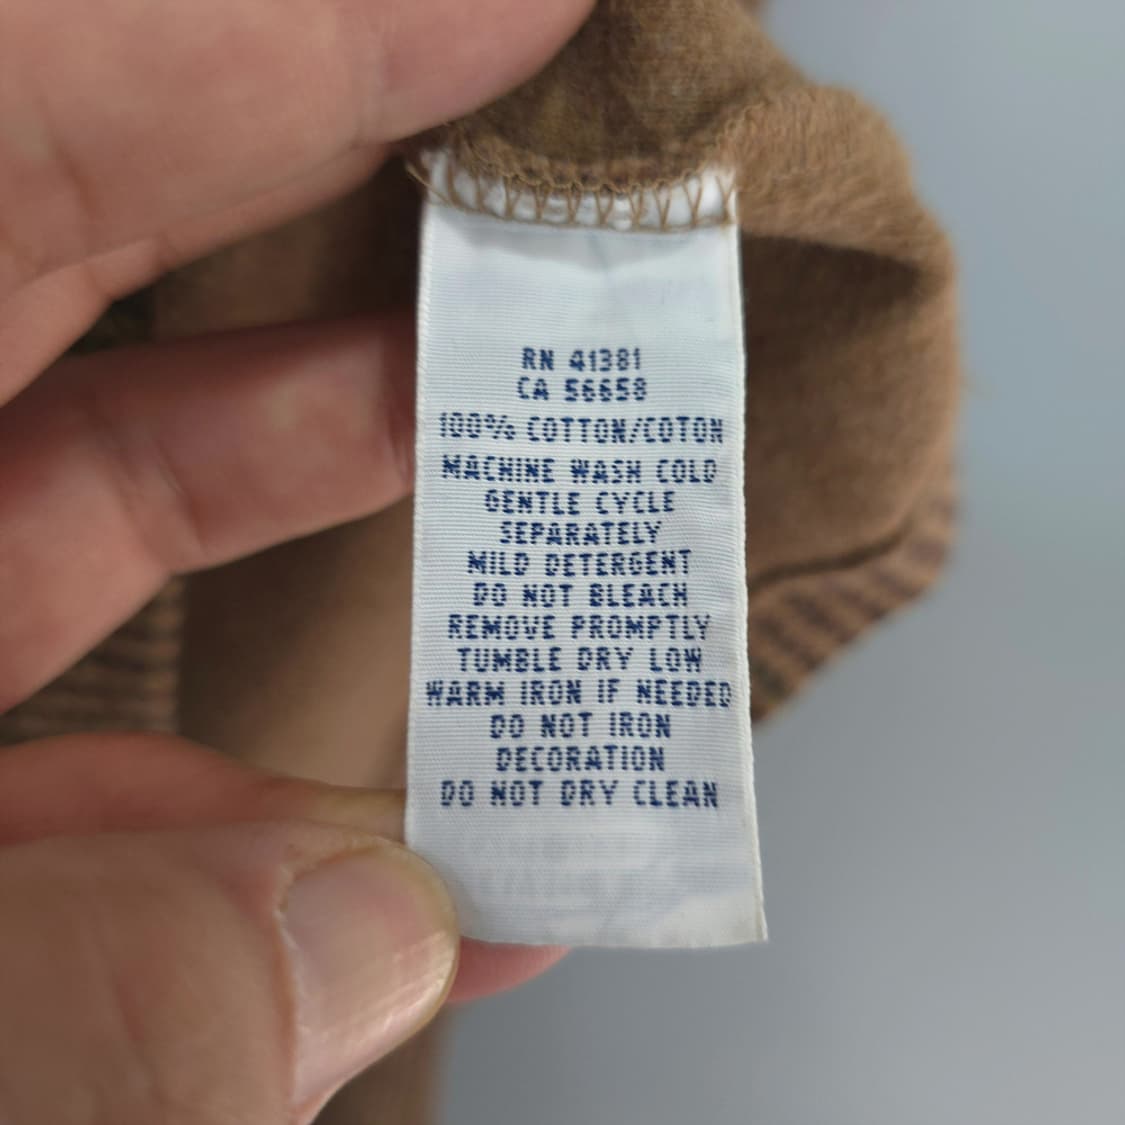 RN 41381
CA 56658
100% COTTON/COTON
MACHINE WASH COLD
GENTLE CYCLE
SEPARATELY
MILD DETERGENT
DO NOT BLEACH
REMOVE PROMPTLY
TUMBLE DRY LOW
WARM IRON IF NEEDED
DO NOT IRON
DECORATION
DO NOT DRY CLEAN